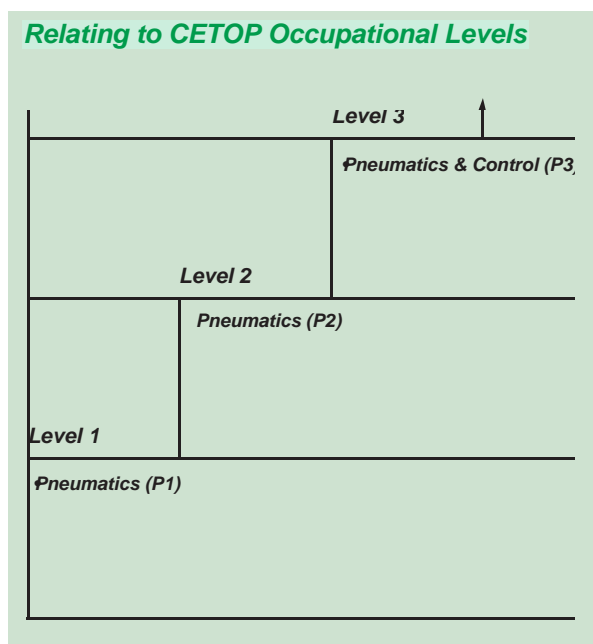 Relating to CETOP Occupational Levels
Level 3
•Pneumatics & Control (P3)
Level 2
Pneumatics (P2)
Level 1
•Pneumatics (P1)